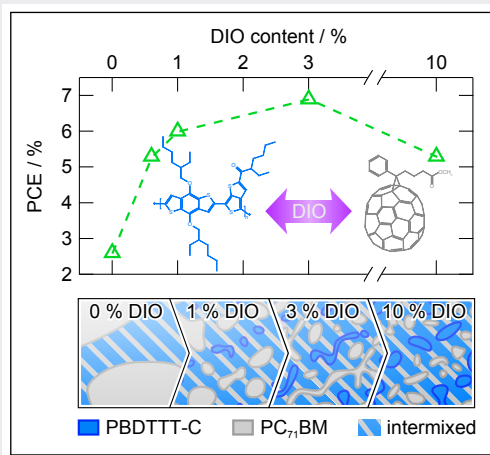 DIO content / %
0 1 2 3 10
7
6
5
4
3
2
PCE / %
DIO
OCH₃
0 % DIO 1 % DIO 3 % DIO 10 % DIO
PBDTTT-C PC₇₁BM intermixed